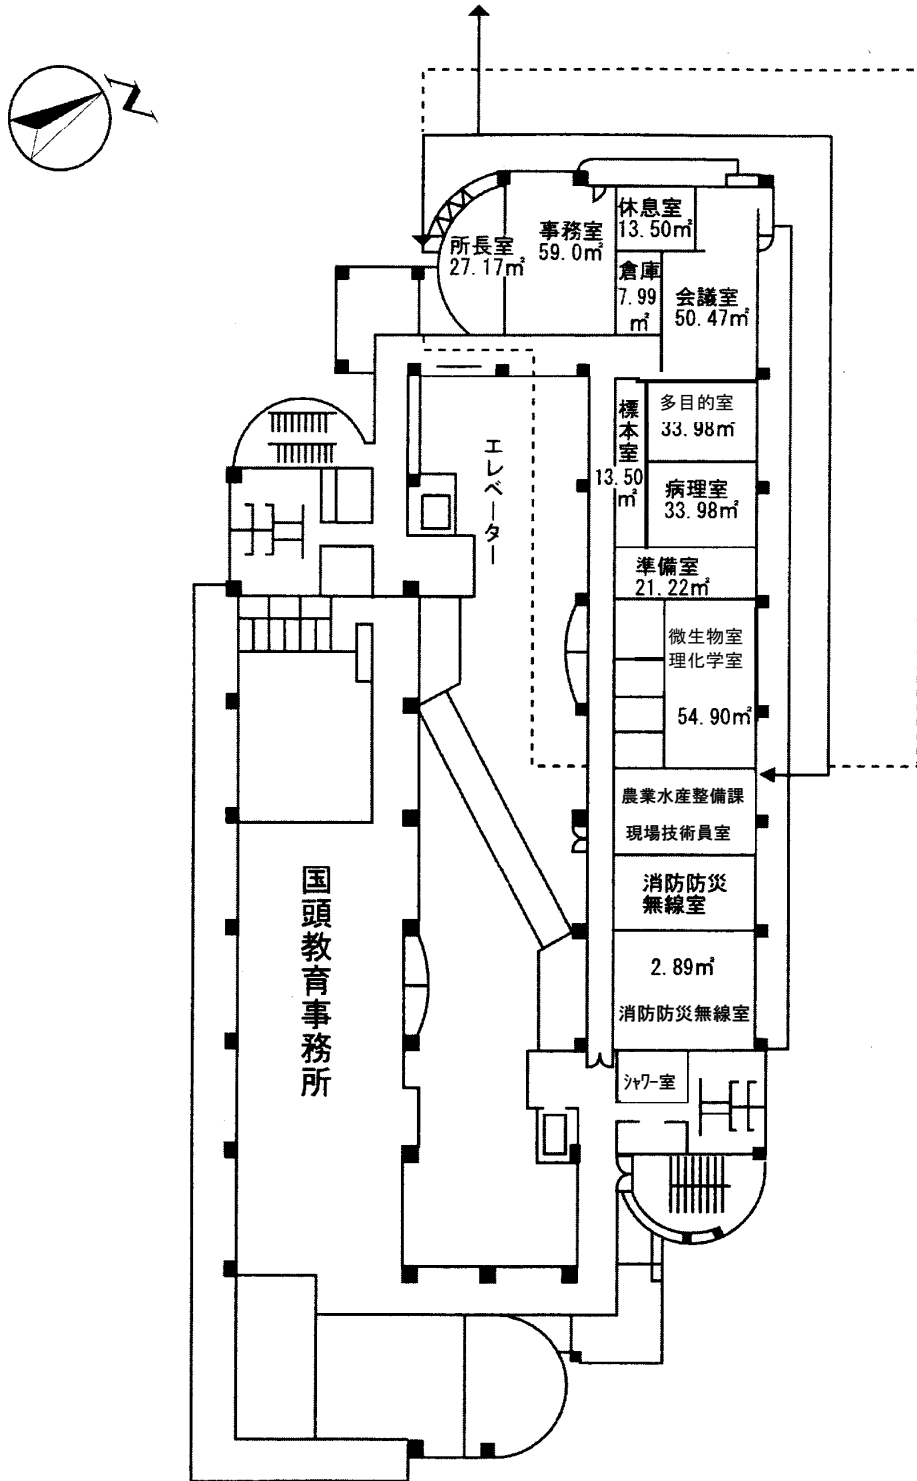 N
休息室
13.50㎡
事務室
59.0㎡
所長室
27.17㎡
倉庫
7.99
㎡
会議室
50.47㎡
標本室
13.50
㎡
多目的室
33.98㎡
エレベーター
病理室
33.98㎡
準備室
21.22㎡
微生物室
理化学室
54.90㎡
農業水産整備課
現場技術員室
消防防災
無線室
国頭教育事務所
2.89㎡
消防防災無線室
シャワー室